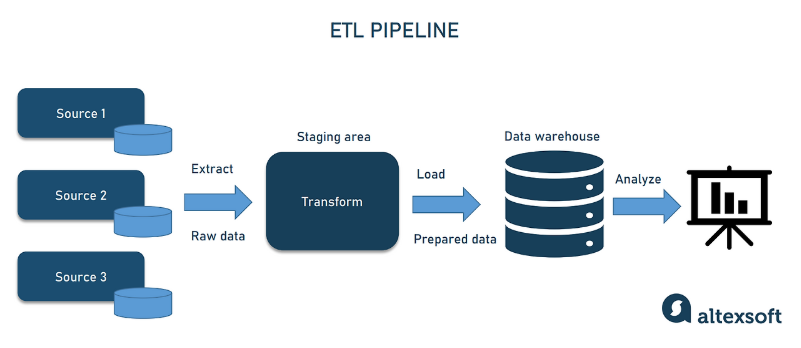 ETL PIPELINE
Source 1
Source 2
Source 3
Extract
Raw data
Staging area
Transform
Load
Prepared data
Data warehouse
Analyze
altexsoft